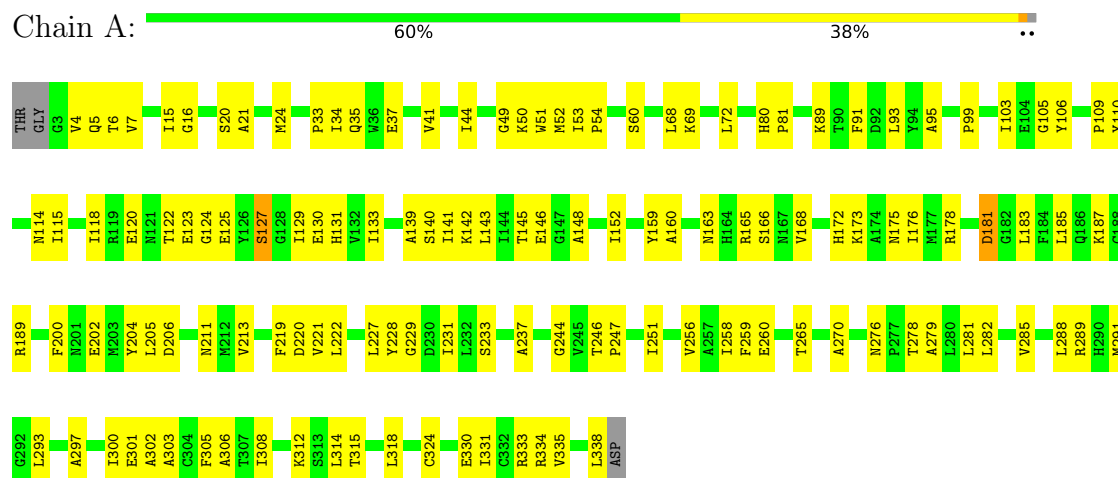 Chain A:
60% 38% ••
THR GLY G3 V4 Q5 T6 V7 I15 G16 S20 A21 M24 P33 I34 Q35 W36 E37 V41 I44 G49 K50 W51 M52 I53 P54 S60 L68 K69 L72 H80 P81 K89 T90 F91 D92 L93 Y94 A95 P99 I103 E104 G105 Y106 P109 Y110
N114 I115 I118 R119 E120 N121 T122 E123 G124 E125 Y126 S127 G128 I129 E130 H131 V132 I133 A139 S140 I141 K142 L143 I144 T145 E146 G147 A148 I152 Y159 A160 N163 H164 R165 S166 N167 V168 H172 K173 A174 N175 I176 M177 R178 D181 G182 L183 F184 L185 Q186 K187 C188
R189 F200 N201 E202 M203 Y204 L205 D206 N211 M212 V213 F219 D220 V221 L222 L227 Y228 G229 D230 I231 L232 S233 A237 G244 V245 T246 P247 I251 V256 A257 I258 F259 E260 T265 A270 N276 P277 T278 A279 L280 L281 L282 V285 L288 R289 H290 M291
G292 L293 A297 I300 E301 A302 A303 C304 F305 A306 T307 I308 K312 S313 L314 T315 L318 C324 E330 I331 C332 R333 R334 V335 L338 ASP